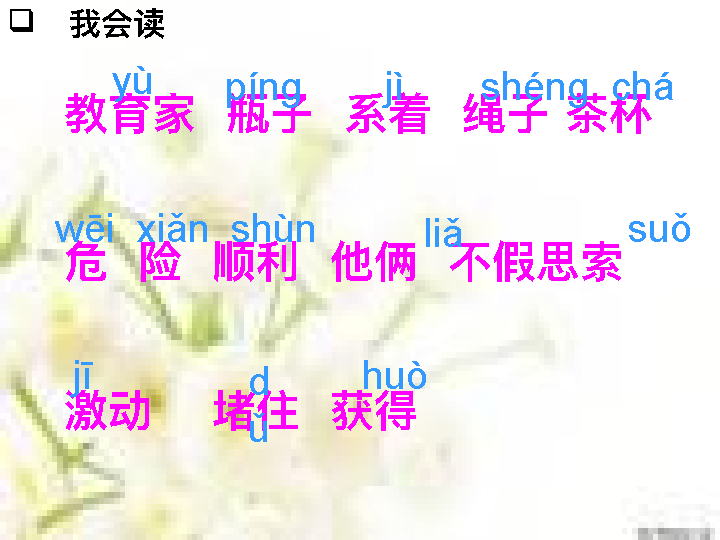 ❑ 我会读
yù píng jì shéng chá
教育家 瓶子 系着 绳子 茶杯
wēi xiǎn shùn liǎ suǒ
危 险 顺利 他俩 不假思索
jī dǔ huò
激动 堵住 获得